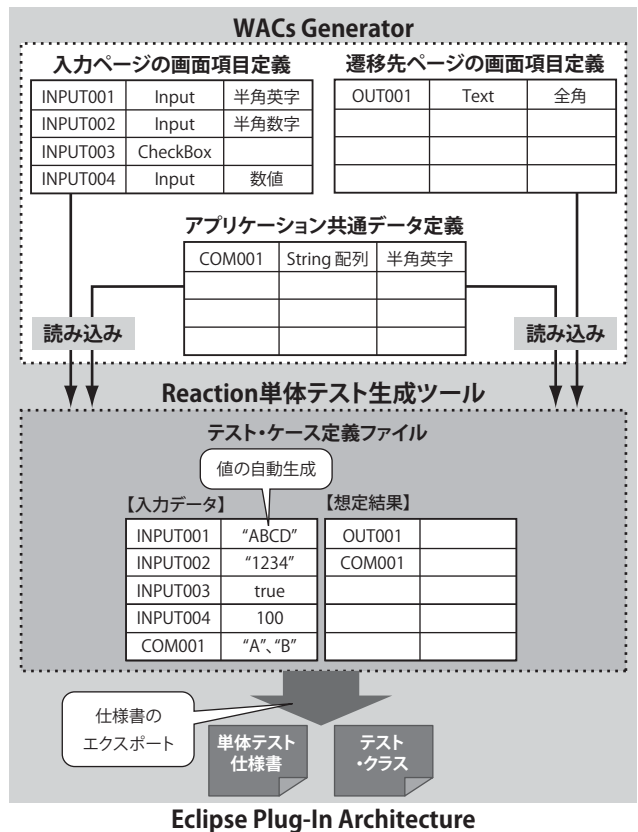 WACs Generator
入力ページの画面項目定義
INPUT001 Input 半角英字
INPUT002 Input 半角数字
INPUT003 CheckBox
INPUT004 Input 数値
遷移先ページの画面項目定義
OUT001 Text 全角
アプリケーション共通データ定義
COM001 String 配列 半角英字
読み込み
読み込み
Reaction単体テスト生成ツール
テスト・ケース定義ファイル
値の自動生成
【入力データ】
INPUT001 “ABCD”
INPUT002 “1234”
INPUT003 true
INPUT004 100
COM001 “A”、“B”
【想定結果】
OUT001
COM001
仕様書の
エクスポート
単体テスト
仕様書
テスト
・クラス
Eclipse Plug-In Architecture